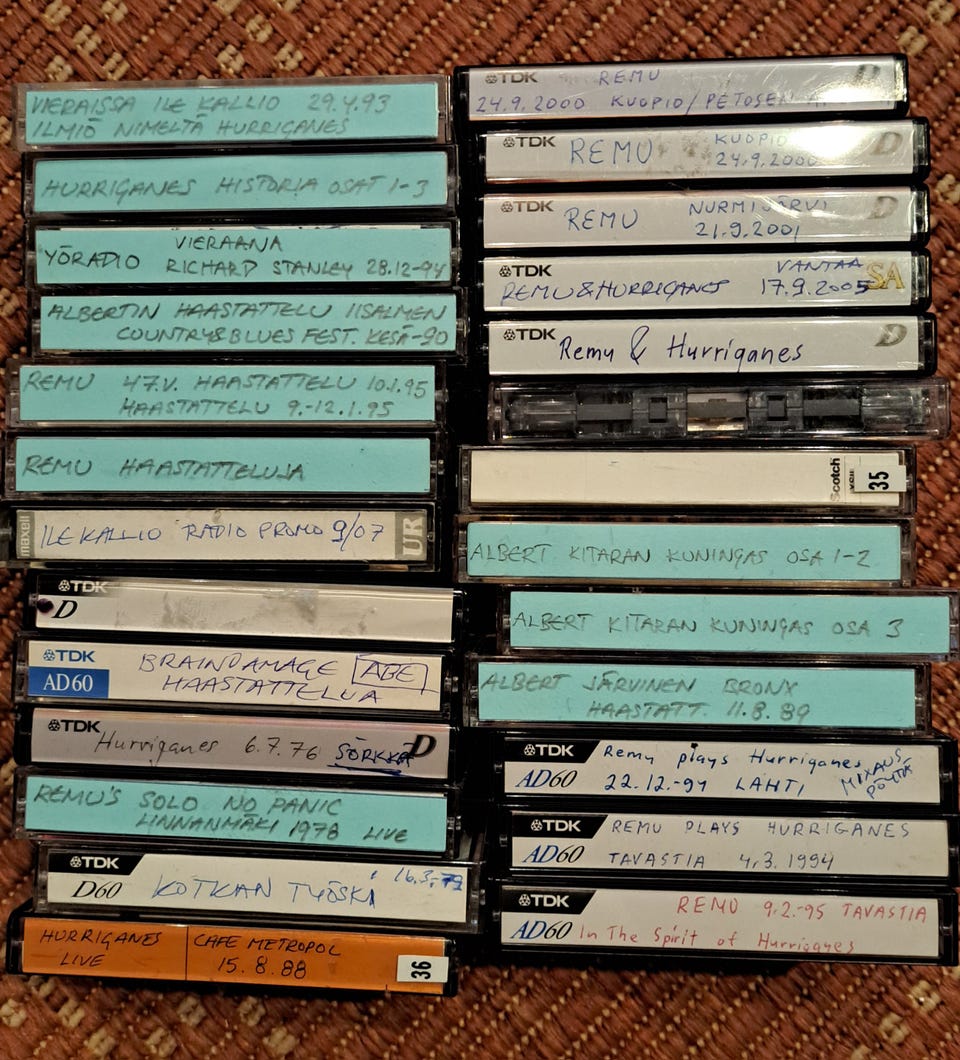 VIERAISSA ILE KALLIO 29.4.93
ILMIÖ NIMELTÄ HURRIGANES
HURRIGANES HISTORIA OSAT 1-3
VIERAANA
YÖRADIO RICHARD STANLEY 28.12-94
ALBERTIN HAASTATTELU IISALMEN
COUNTRY&BLUES FEST. KESÄ-90
REMU 47.V. HAASTATTELU 10.1.95
HAASTATTELU 9.-12.1.95
REMU HAASTATTELUJA
maxell ILE KALLIO RADIO PROMO 9/07 UR
TDK
D
TDK BRAINDAMAGE ABE
AD60 HAASTATTELUA
TDK
Hurriganes 6.7.76 SÖRKKA D
REMU'S SOLO NO PANIC
LINNANMÄKI 1978 LIVE
TDK 16.3.-79
D60 KOTKAN TYÖSKI
HURRIGANES CAFE METROPOL
LIVE 15.8.88
36
TDK REMU D
24.9.2000 KUOPIO/PETOSEN
TDK REMU KUOPIO D
24.9.2000
TDK REMU NURMIJÄRVI D
21.9.2001
TDK VANTAA SA
REMU & HURRIGANES 17.9.2005
TDK D
Remu & Hurriganes
Scotch 35
ALBERT KITARAN KUNINGAS OSA 1-2
ALBERT KITARAN KUNINGAS OSA 3
ALBERT JÄRVINEN BRONX
HAASTATT. 11.8.89
TDK Remu plays Hurriganes
AD60 22.12.-94 LAHTI MIXAUS PÖYTÄ
TDK REMU PLAYS HURRIGANES
AD60 TAVASTIA 4.3.1994
TDK REMU 9.2.-95 TAVASTIA
AD60 In The Spirit of Hurriganes